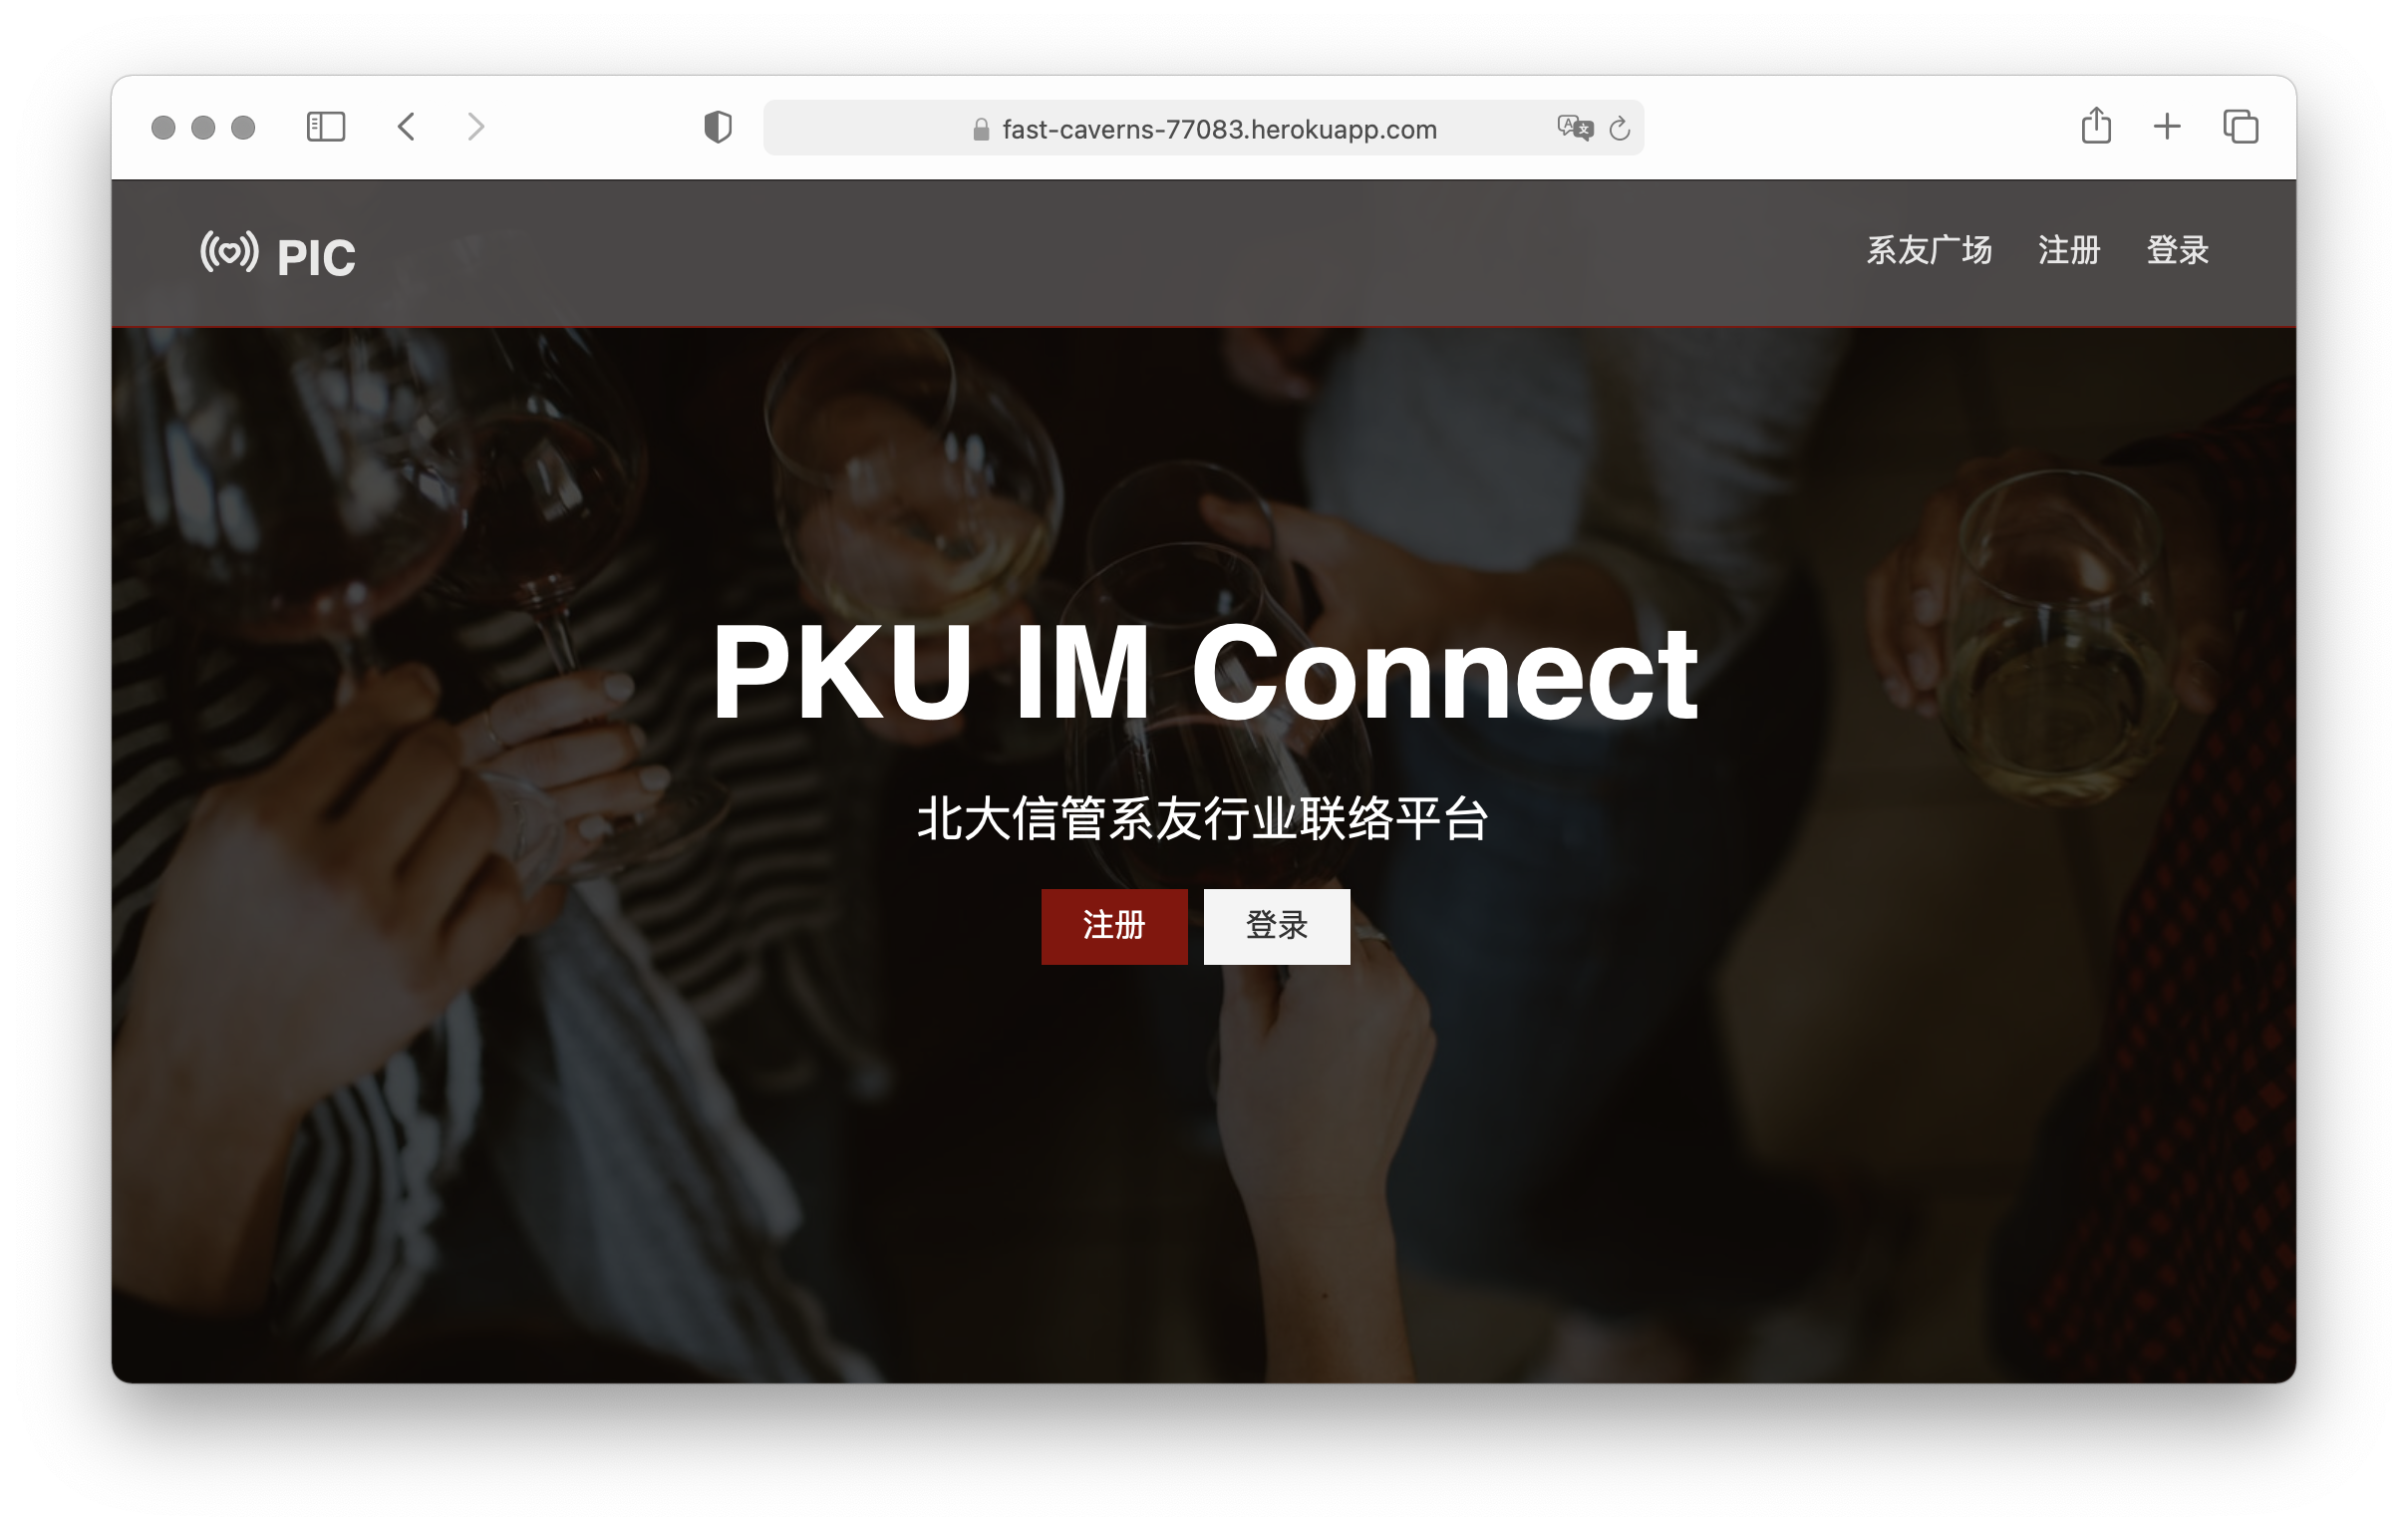 fast-caverns-77083.herokuapp.com
PIC
系友广场 注册 登录
PKU IM Connect
北大信管系友行业联络平台
注册 登录